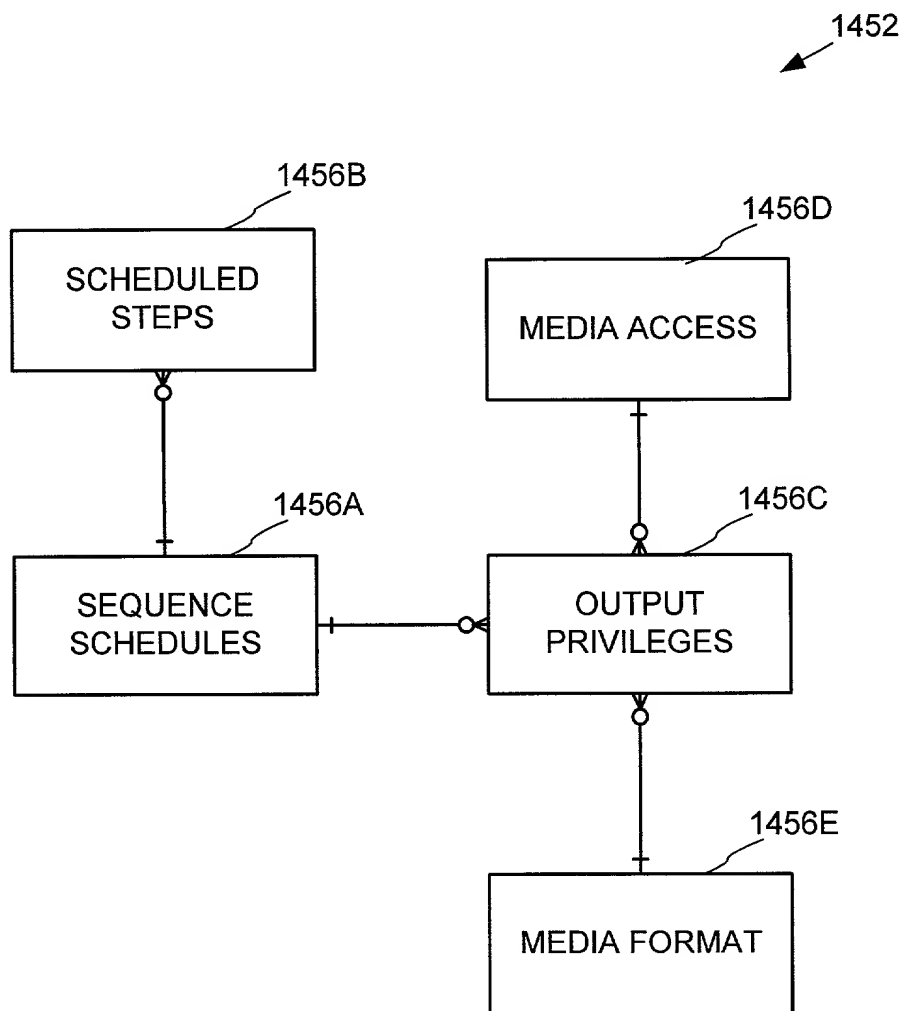 1452
1456B
SCHEDULED
STEPS
1456D
MEDIA ACCESS
1456A
SEQUENCE
SCHEDULES
1456C
OUTPUT
PRIVILEGES
1456E
MEDIA FORMAT